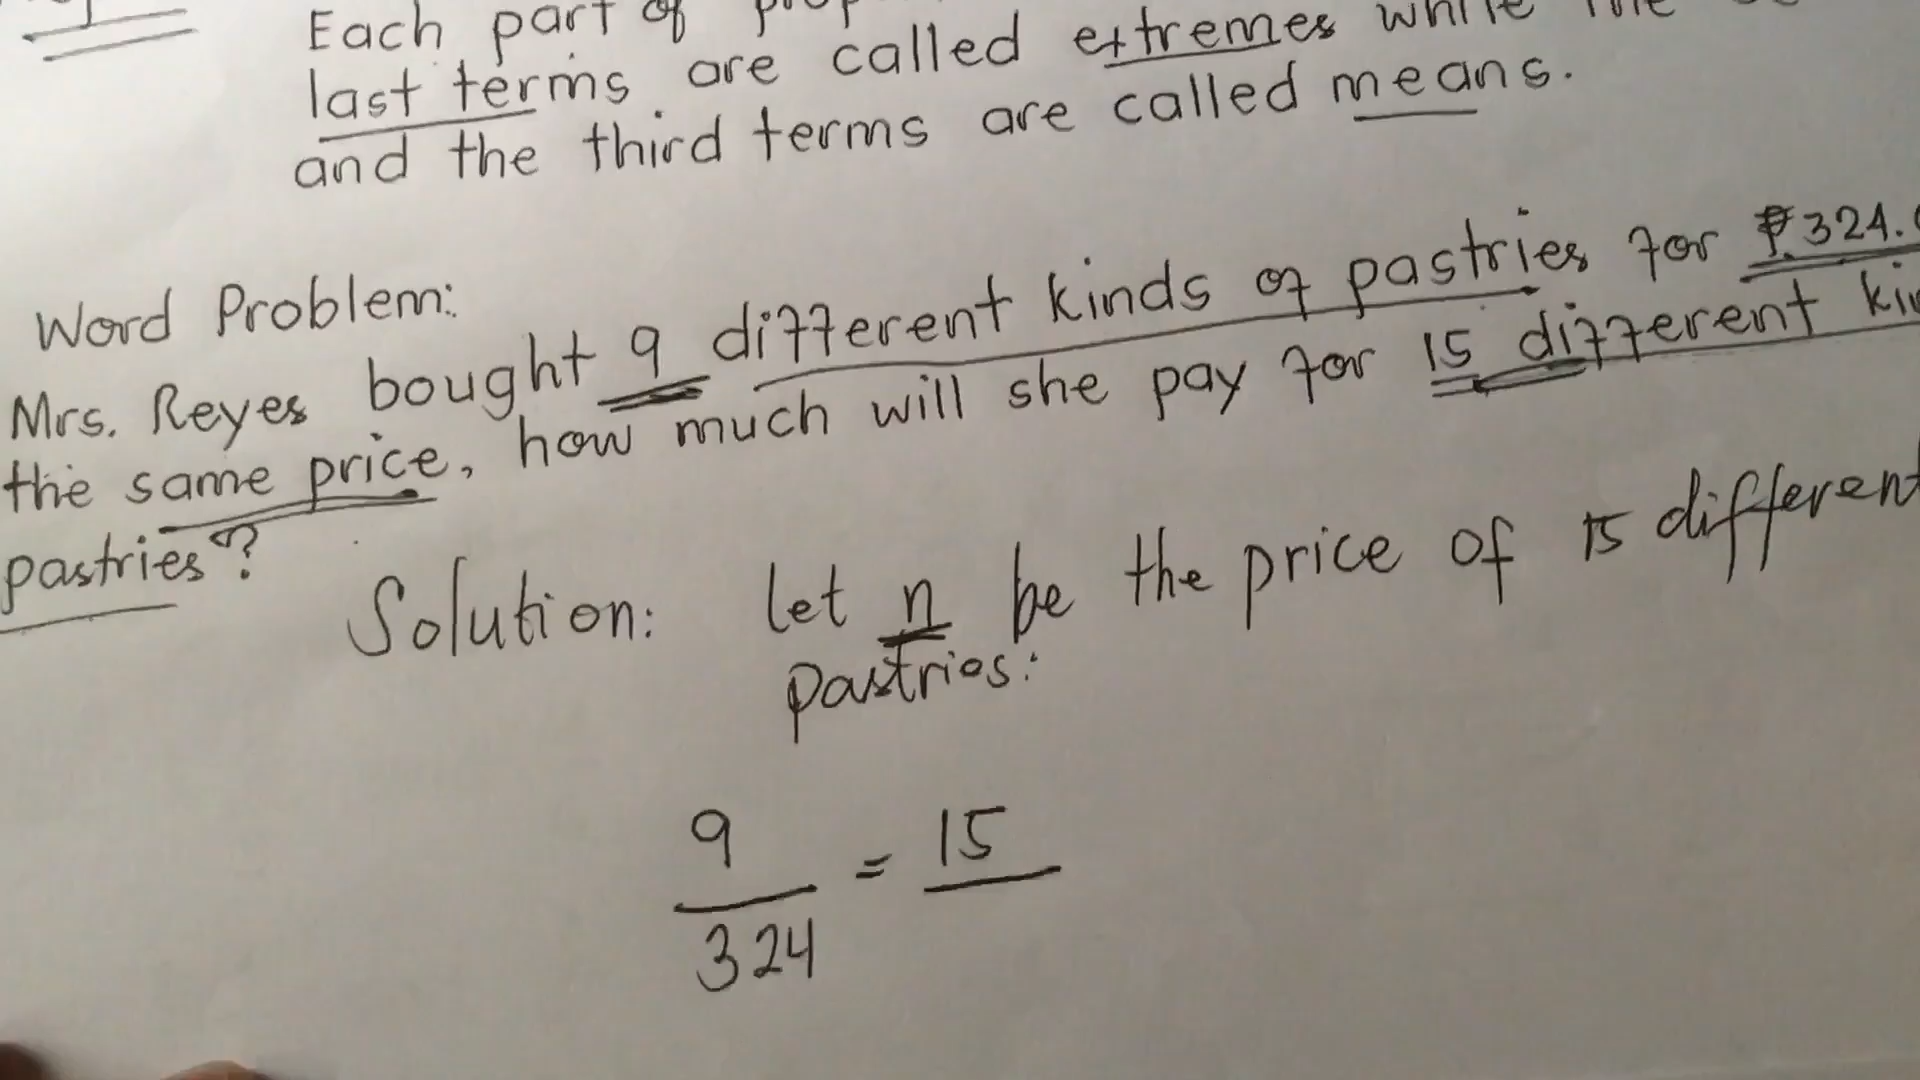 Each part of
last terms are called extremes while the
and the third terms are called means.
Word Problem:
Mrs. Reyes bought 9 different kinds of pastries for ₱324.
the same price, how much will she pay for 15 different
pastries?
Solution: let n be the price of 15 different
pastries:
9 = 15
324